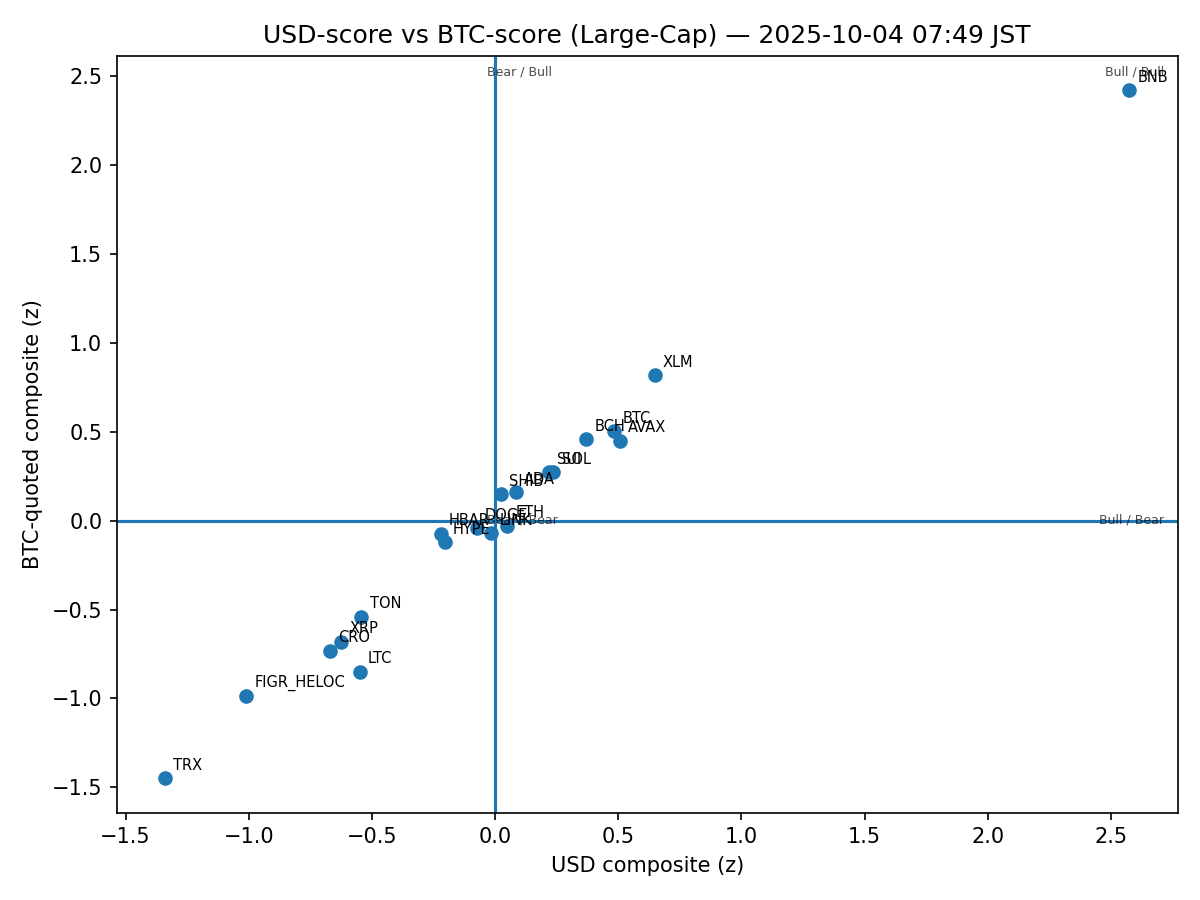 USD-score vs BTC-score (Large-Cap) — 2025-10-04 07:49 JST
Bear / Bull
Bull / Bull
BNB
XLM
BTC
BCH
AVAX
SUI
SOL
SHIB
ADA
ETH
DOGE
LINK
HBAR
HYPE
Bear / Bear
Bull / Bear
TON
XRP
CRO
LTC
FIGR_HELOC
TRX
2.5
2.0
1.5
1.0
0.5
0.0
−0.5
−1.0
−1.5
BTC-quoted composite (z)
−1.5
−1.0
−0.5
0.0
0.5
1.0
1.5
2.0
2.5
USD composite (z)